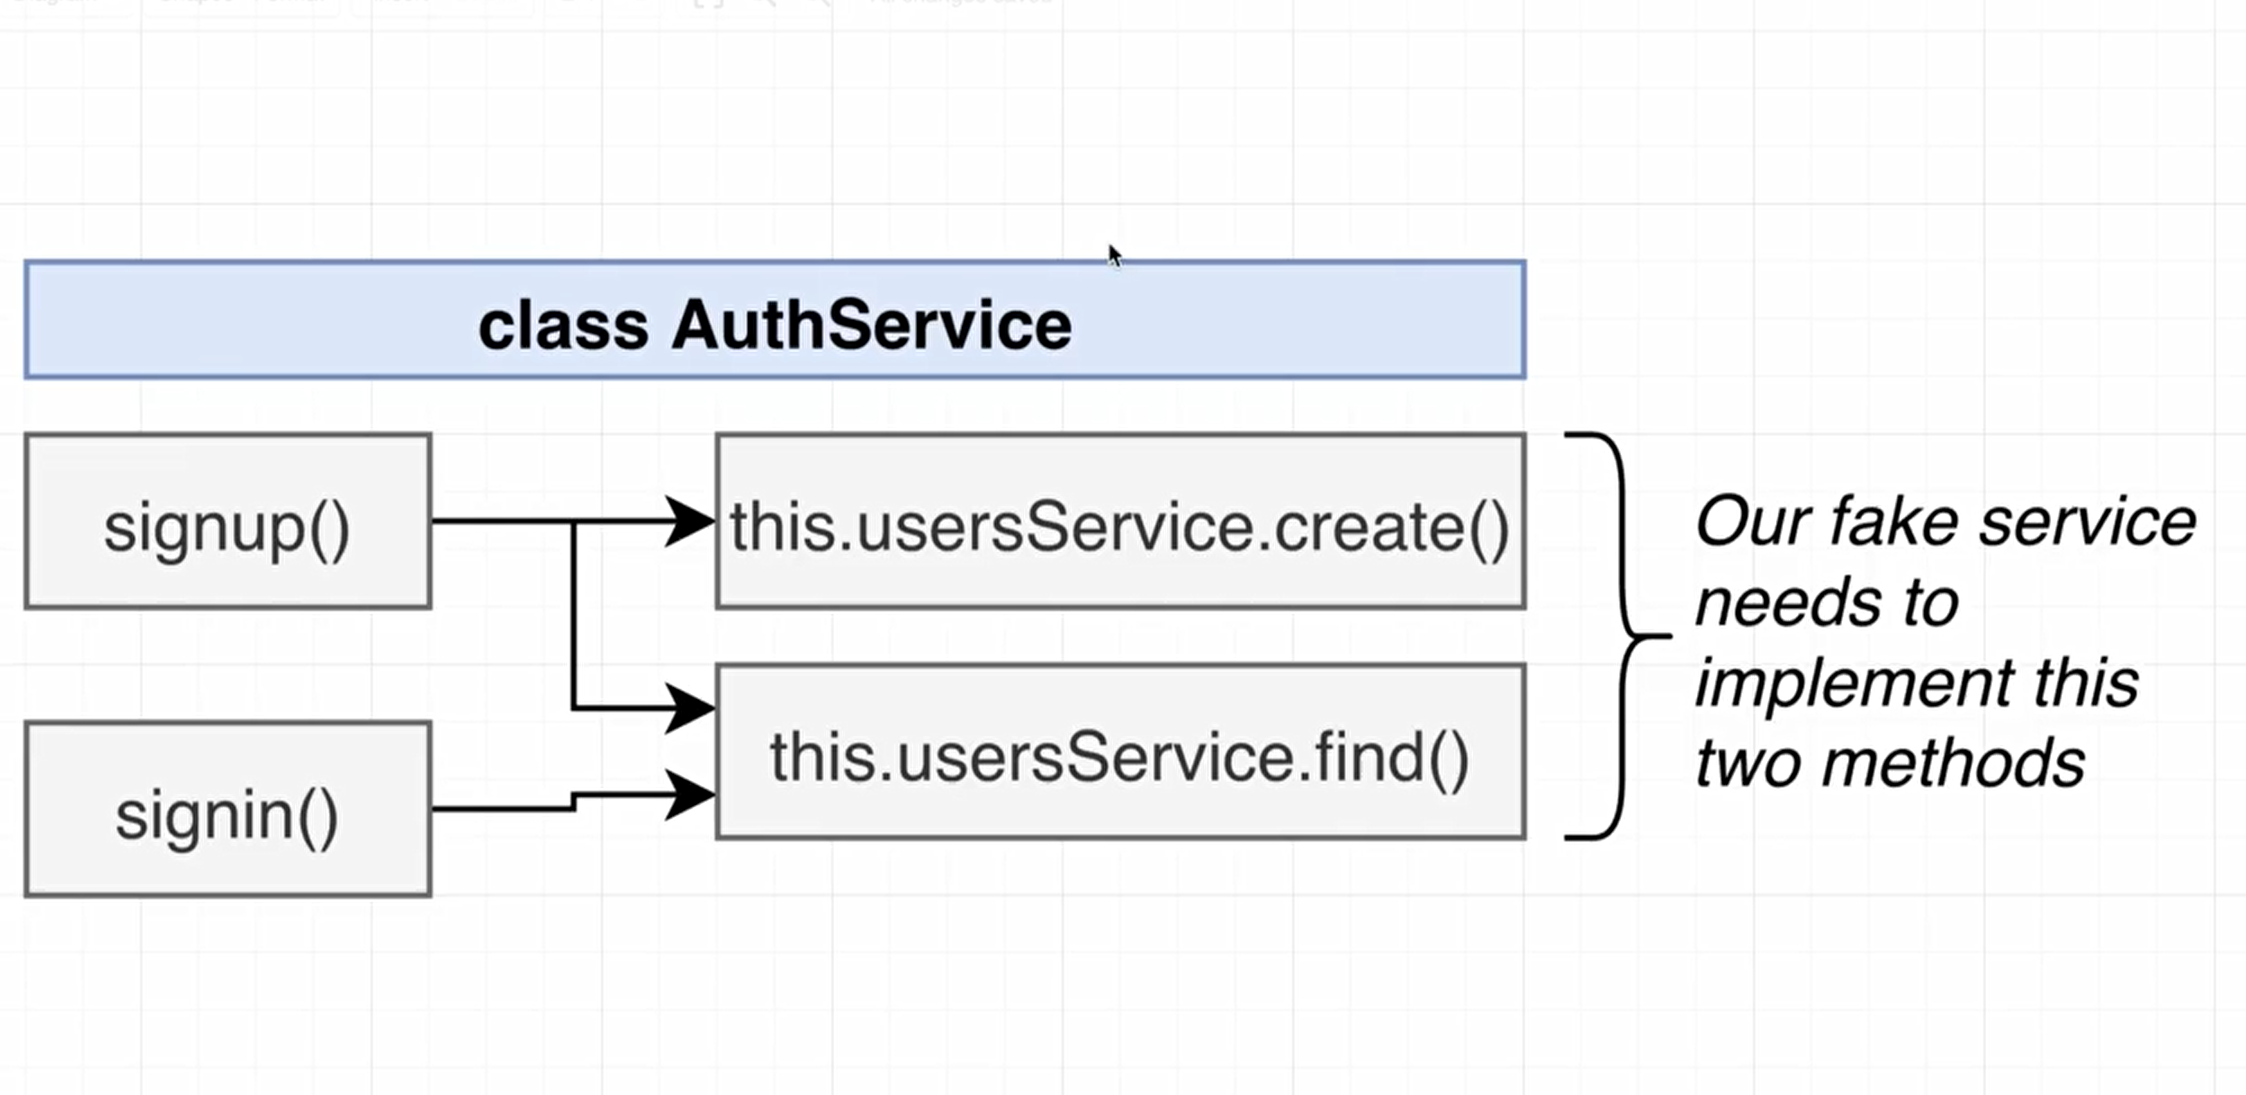 class AuthService
signup()
this.usersService.create()
signin()
this.usersService.find()
Our fake service
needs to
implement this
two methods